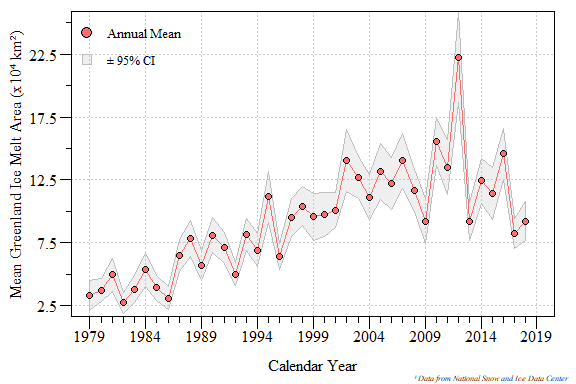 Annual Mean
± 95% CI
Mean Greenland Ice Melt Area (x 10⁴ km²)
22.5
17.5
12.5
7.5
2.5
1979 1984 1989 1994 1999 2004 2009 2014 2019
Calendar Year
¹ Data from National Snow and Ice Data Center